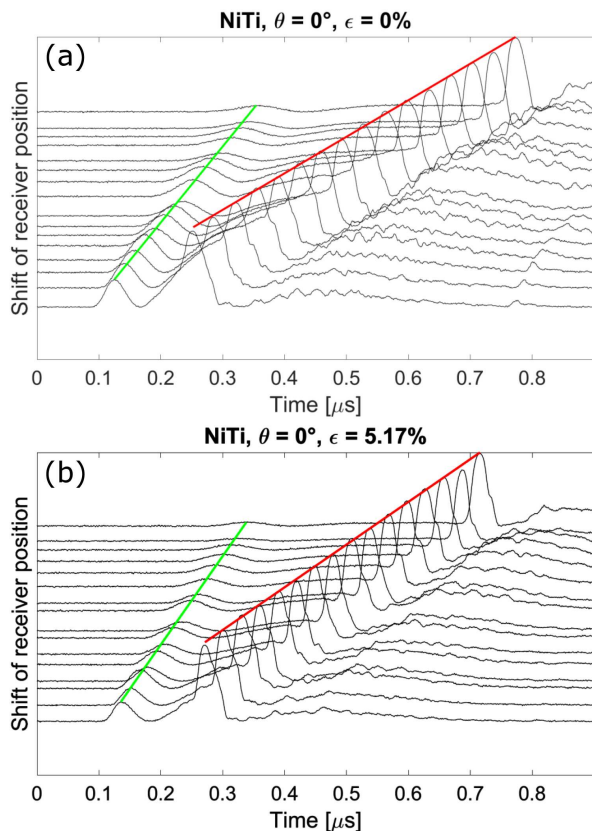 NiTi, θ = 0°, ϵ = 0%
(a)
Shift of receiver position
0 0.1 0.2 0.3 0.4 0.5 0.6 0.7 0.8
Time [μs]
NiTi, θ = 0°, ϵ = 5.17%
(b)
Shift of receiver position
0 0.1 0.2 0.3 0.4 0.5 0.6 0.7 0.8
Time [μs]